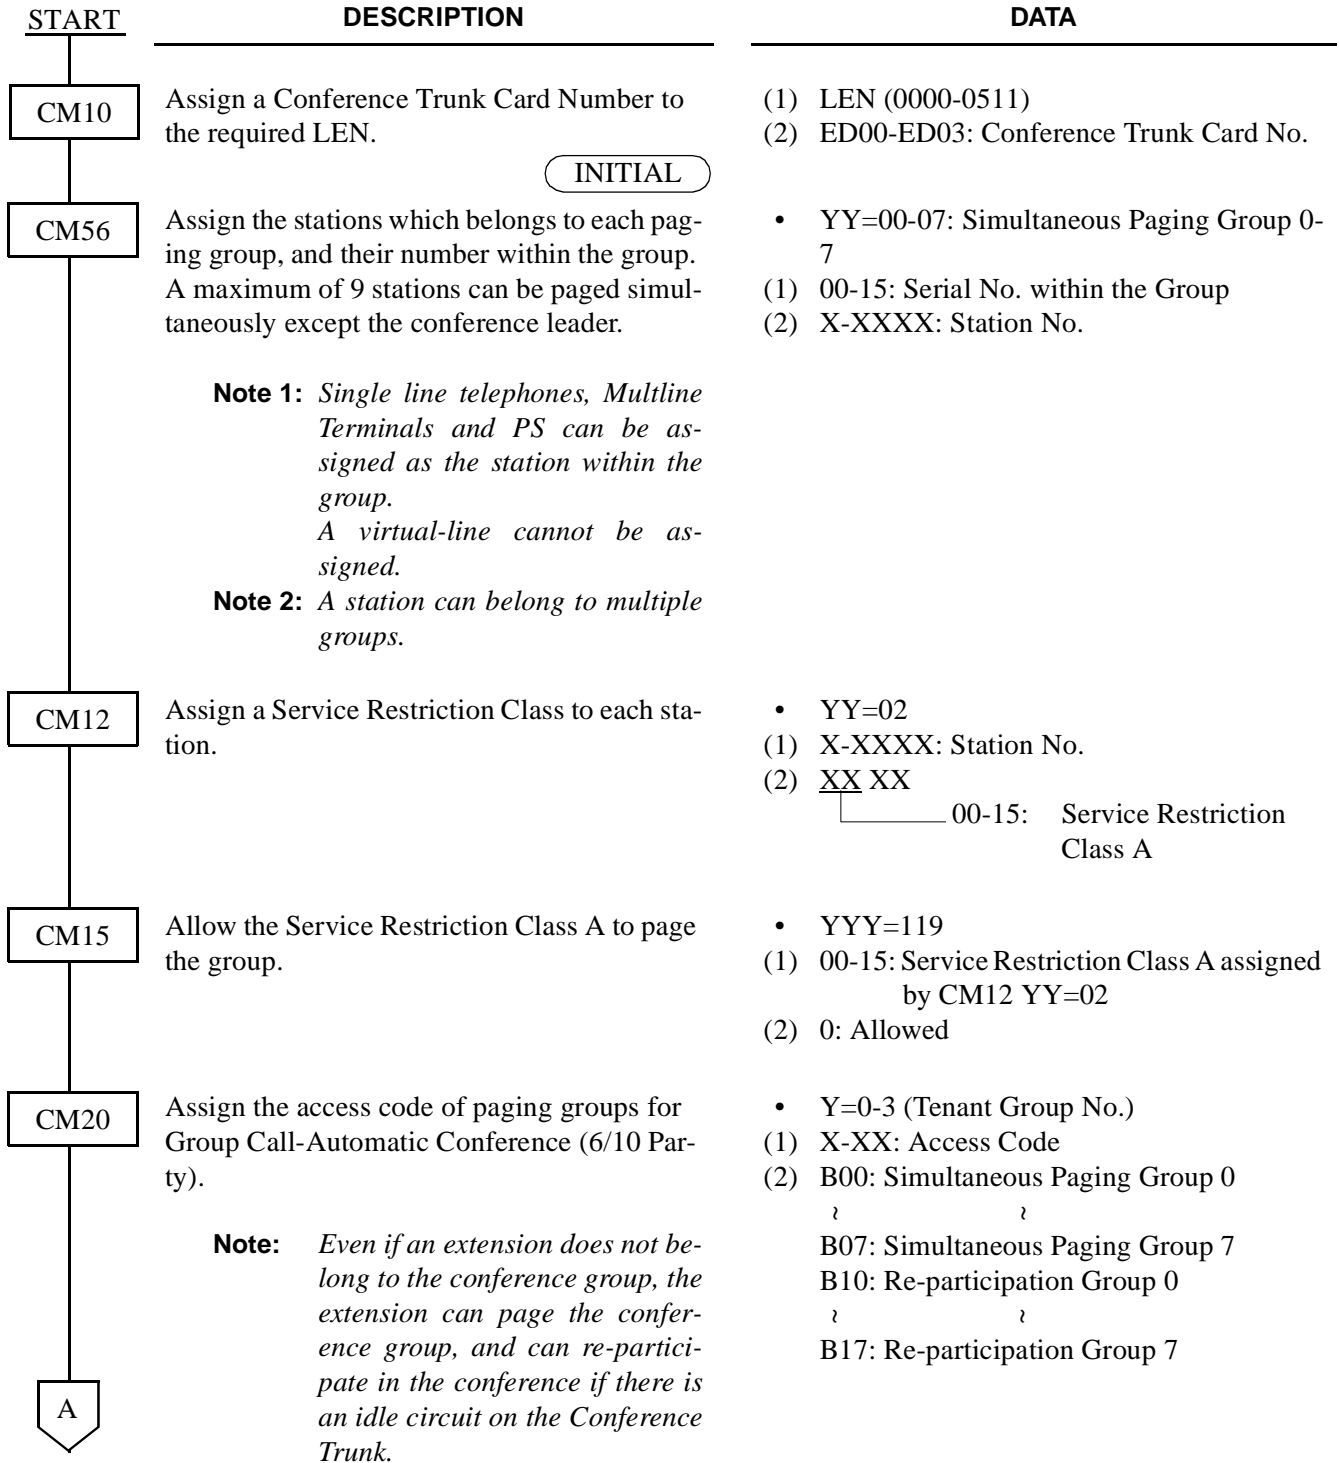 START
DESCRIPTION
DATA
CM10
Assign a Conference Trunk Card Number to
the required LEN.
INITIAL
(1) LEN (0000-0511)
(2) ED00-ED03: Conference Trunk Card No.
CM56
Assign the stations which belongs to each pag-
ing group, and their number within the group.
A maximum of 9 stations can be paged simul-
taneously except the conference leader.
• YY=00-07: Simultaneous Paging Group 0-
7
(1) 00-15: Serial No. within the Group
(2) X-XXXX: Station No.
Note 1: Single line telephones, Multline
Terminals and PS can be as-
signed as the station within the
group.
A virtual-line cannot be as-
signed.
Note 2: A station can belong to multiple
groups.
CM12
Assign a Service Restriction Class to each sta-
tion.
• YY=02
(1) X-XXXX: Station No.
(2) XX XX
00-15: Service Restriction
Class A
CM15
Allow the Service Restriction Class A to page
the group.
• YYY=119
(1) 00-15: Service Restriction Class A assigned
by CM12 YY=02
(2) 0: Allowed
CM20
Assign the access code of paging groups for
Group Call-Automatic Conference (6/10 Par-
ty).
• Y=0-3 (Tenant Group No.)
(1) X-XX: Access Code
(2) B00: Simultaneous Paging Group 0
~ ~
B07: Simultaneous Paging Group 7
B10: Re-participation Group 0
~ ~
B17: Re-participation Group 7
Note: Even if an extension does not be-
long to the conference group, the
extension can page the confer-
ence group, and can re-partici-
pate in the conference if there is
an idle circuit on the Conference
Trunk.
A